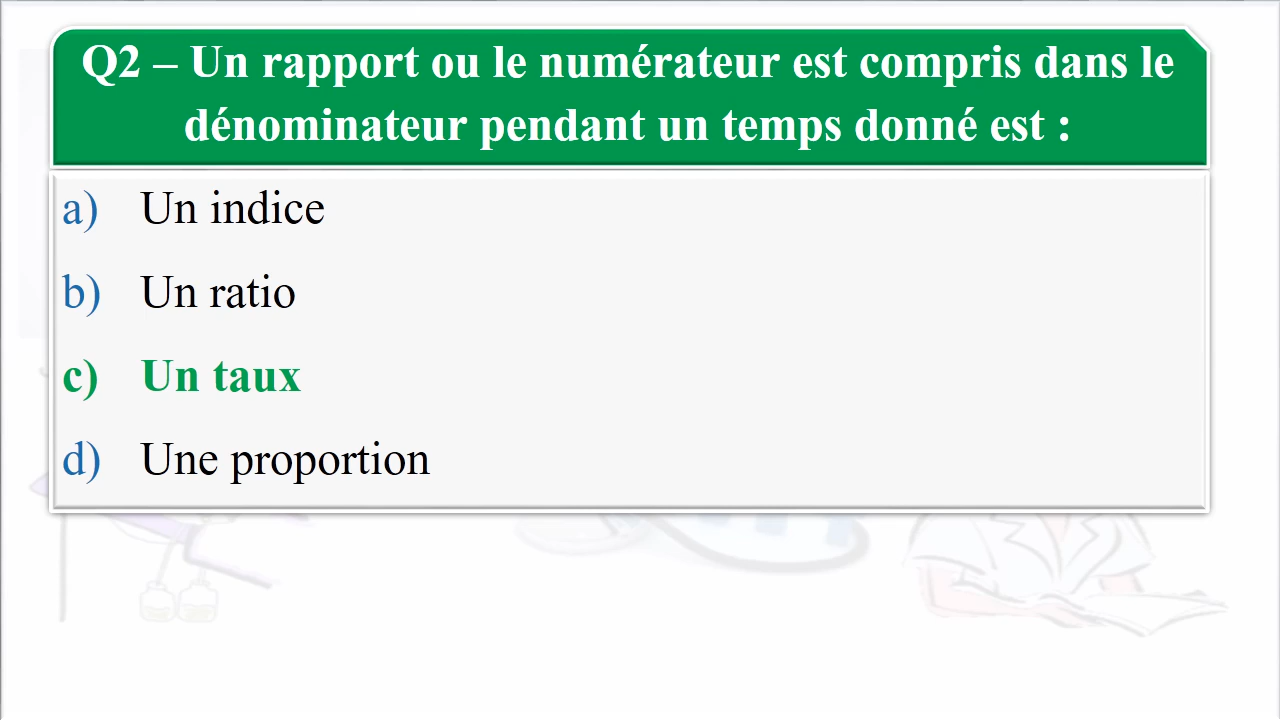 Q2 – Un rapport ou le numérateur est compris dans le
dénominateur pendant un temps donné est :
a) Un indice
b) Un ratio
c) Un taux
d) Une proportion